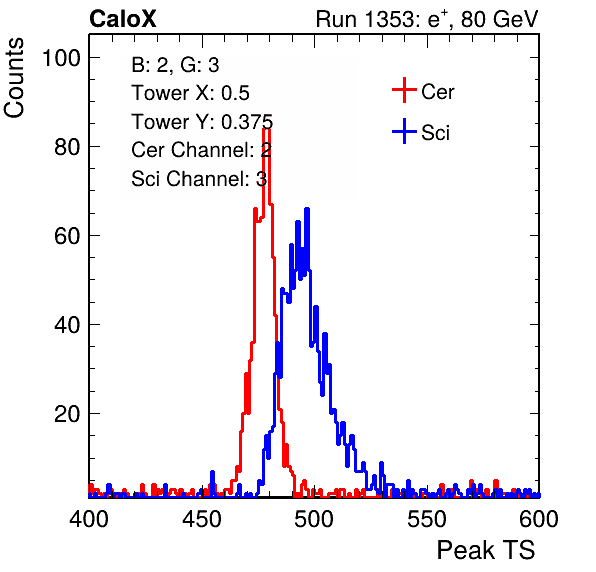 CaloX Run 1353: e⁺, 80 GeV
B: 2, G: 3
Tower X: 0.5
Tower Y: 0.375
Cer Channel: 2
Sci Channel: 3
Cer
Sci
Counts
100
80
60
40
20
400 450 500 550 600
Peak TS